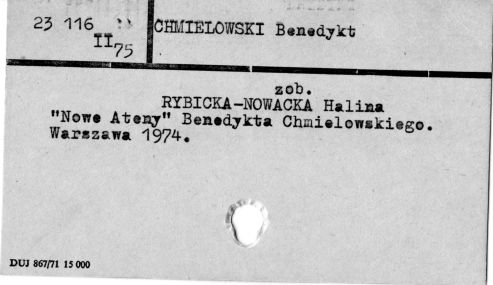 23 116
II 75
CHMIELOWSKI Benedykt
zob.
RYBICKA-NOWACKA Halina
"Nowe Ateny" Benedykta Chmielowskiego.
Warszawa 1974.
DUJ 867/71 15 000